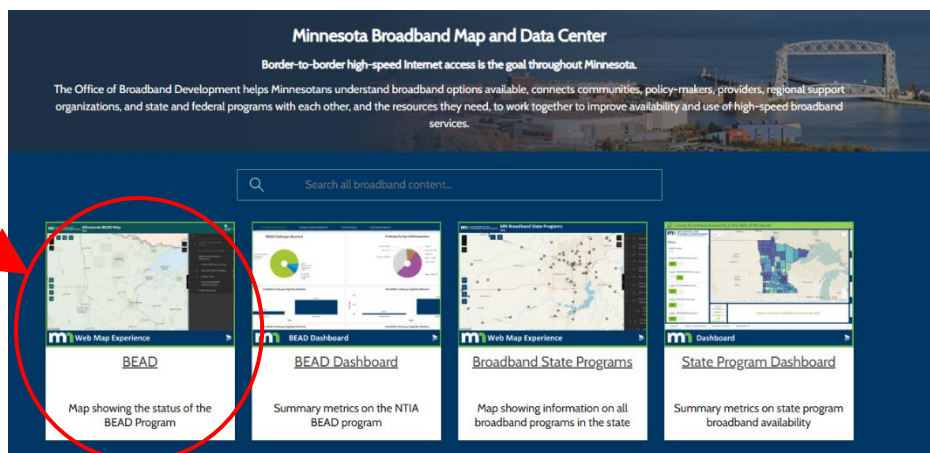 Minnesota Broadband Map and Data Center
Border-to-border high-speed Internet access is the goal throughout Minnesota.
The Office of Broadband Development helps Minnesotans understand broadband options available, connects communities, policy-makers, providers, regional support
organizations, and state and federal programs with each other, and the resources they need, to work together to improve availability and use of high-speed broadband
services.
Search all broadband content...
Minnesota BEAD Map
MN Broadband State Programs
Web Map Experience
BEAD Dashboard
Web Map Experience
Dashboard
BEAD
BEAD Dashboard
Broadband State Programs
State Program Dashboard
Map showing the status of the
BEAD Program
Summary metrics on the NTIA
BEAD program
Map showing information on all
broadband programs in the state
Summary metrics on state program
broadband availability